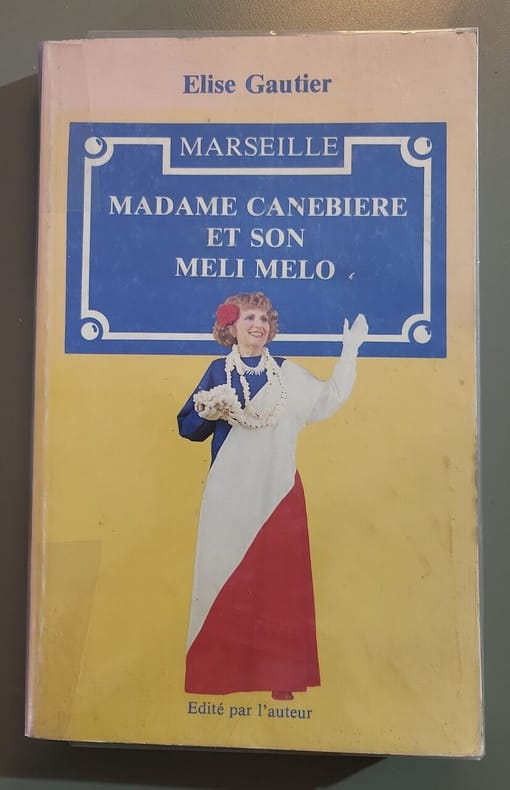 Elise Gautier
MARSEILLE
MADAME CANEBIERE
ET SON
MELI MELO
Edité par l'auteur